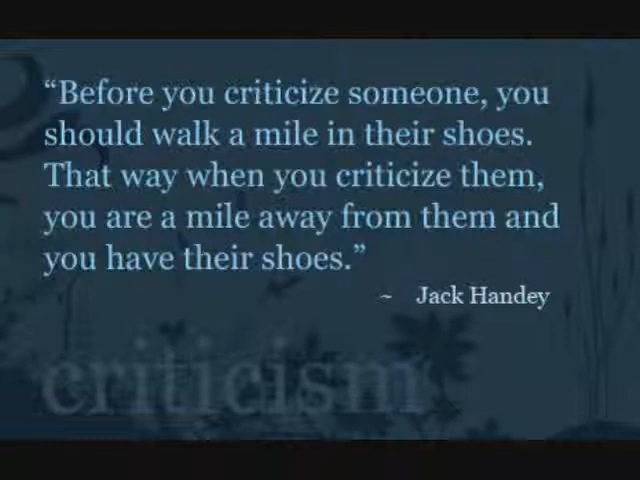 “Before you criticize someone, you
should walk a mile in their shoes.
That way when you criticize them,
you are a mile away from them and
you have their shoes.”
~ Jack Handey
criticism